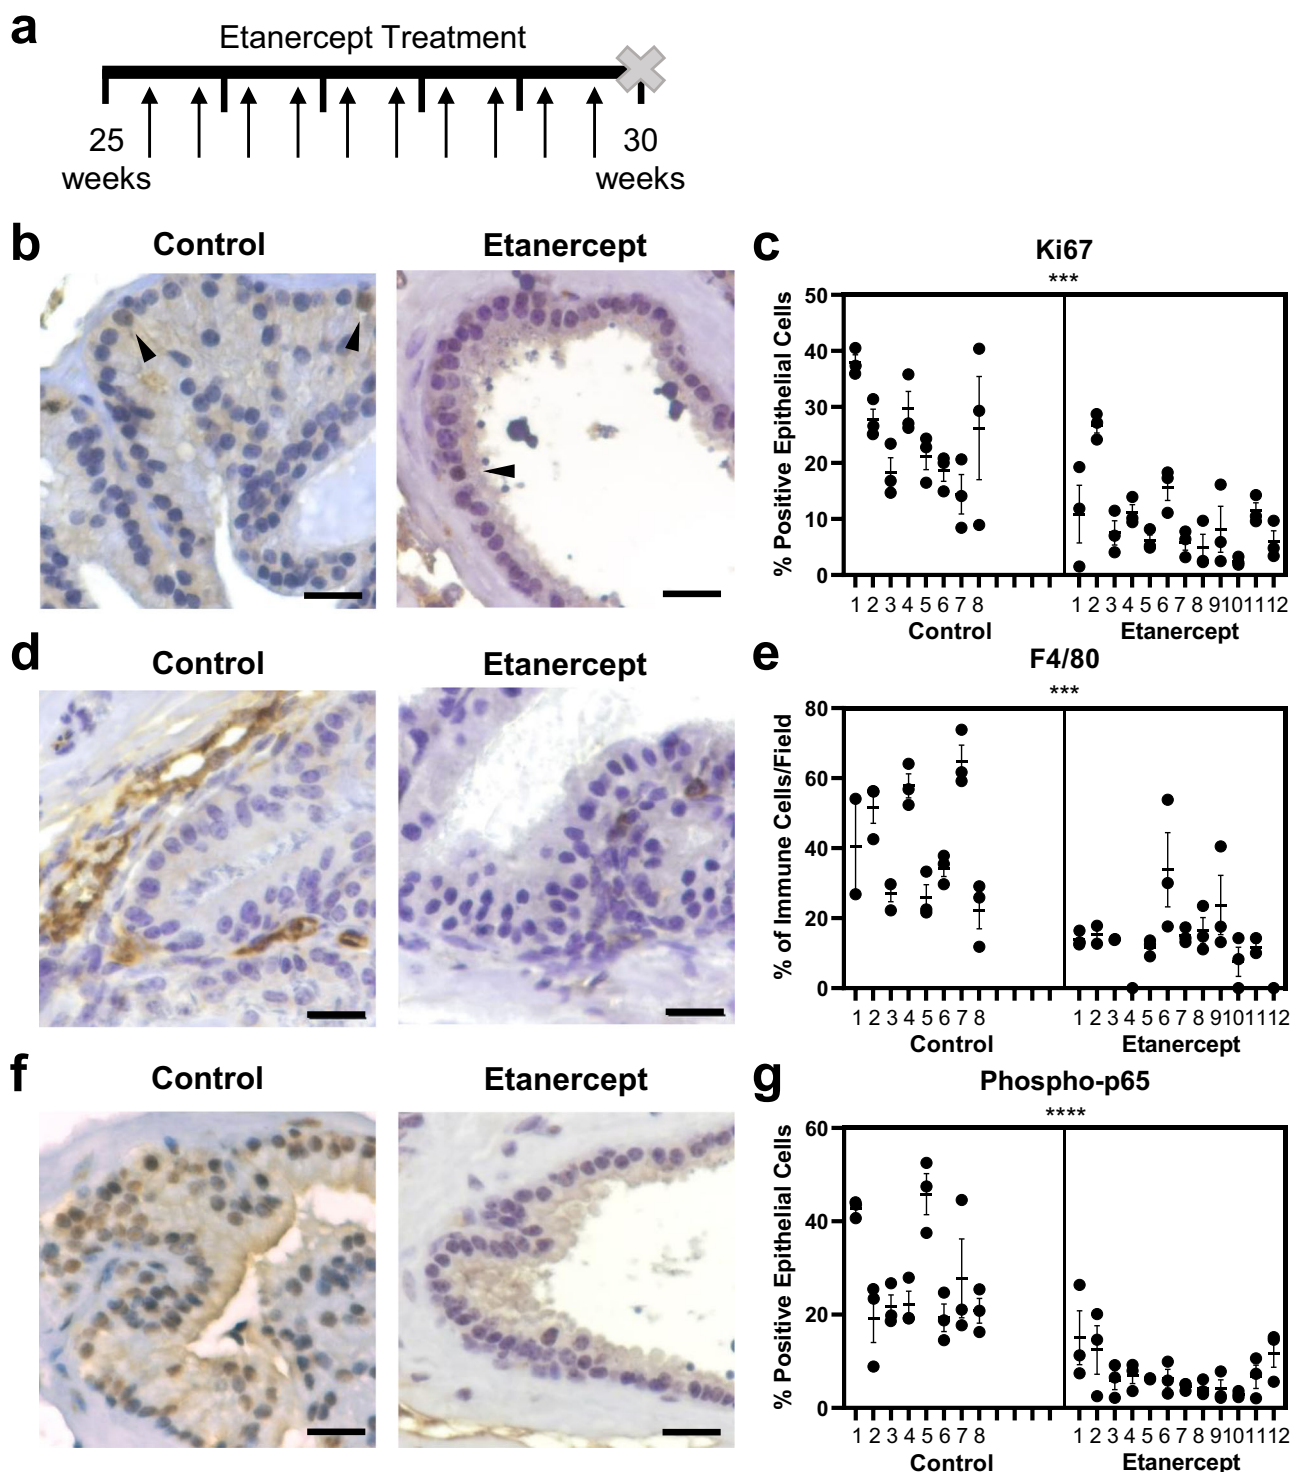 a
Etanercept Treatment
25
weeks
30
weeks
b
Control
Etanercept
c
Ki67
***
% Positive Epithelial Cells
50
40
30
20
10
0
1 2 3 4 5 6 7 8
1 2 3 4 5 6 7 8 9 10 11 12
Control
Etanercept
d
Control
Etanercept
e
F4/80
***
% of Immune Cells/Field
80
60
40
20
0
1 2 3 4 5 6 7 8
1 2 3 4 5 6 7 8 9 10 11 12
Control
Etanercept
f
Control
Etanercept
g
Phospho-p65
****
% Positive Epithelial Cells
60
40
20
0
1 2 3 4 5 6 7 8
1 2 3 4 5 6 7 8 9 10 11 12
Control
Etanercept